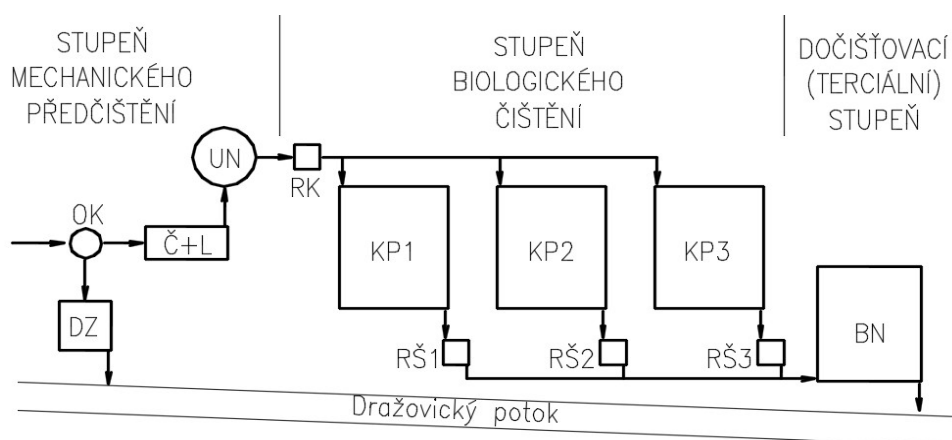 STUPEŇ
MECHANICKÉHO
PŘEDČIŠTĚNÍ
STUPEŇ
BIOLOGICKÉHO
ČIŠTĚNÍ
DOČIŠŤOVACÍ
(TERCIÁLNÍ)
STUPEŇ
UN
RK
OK
Č+L
KP1
KP2
KP3
DZ
RŠ1
RŠ2
RŠ3
BN
Dražovický potok